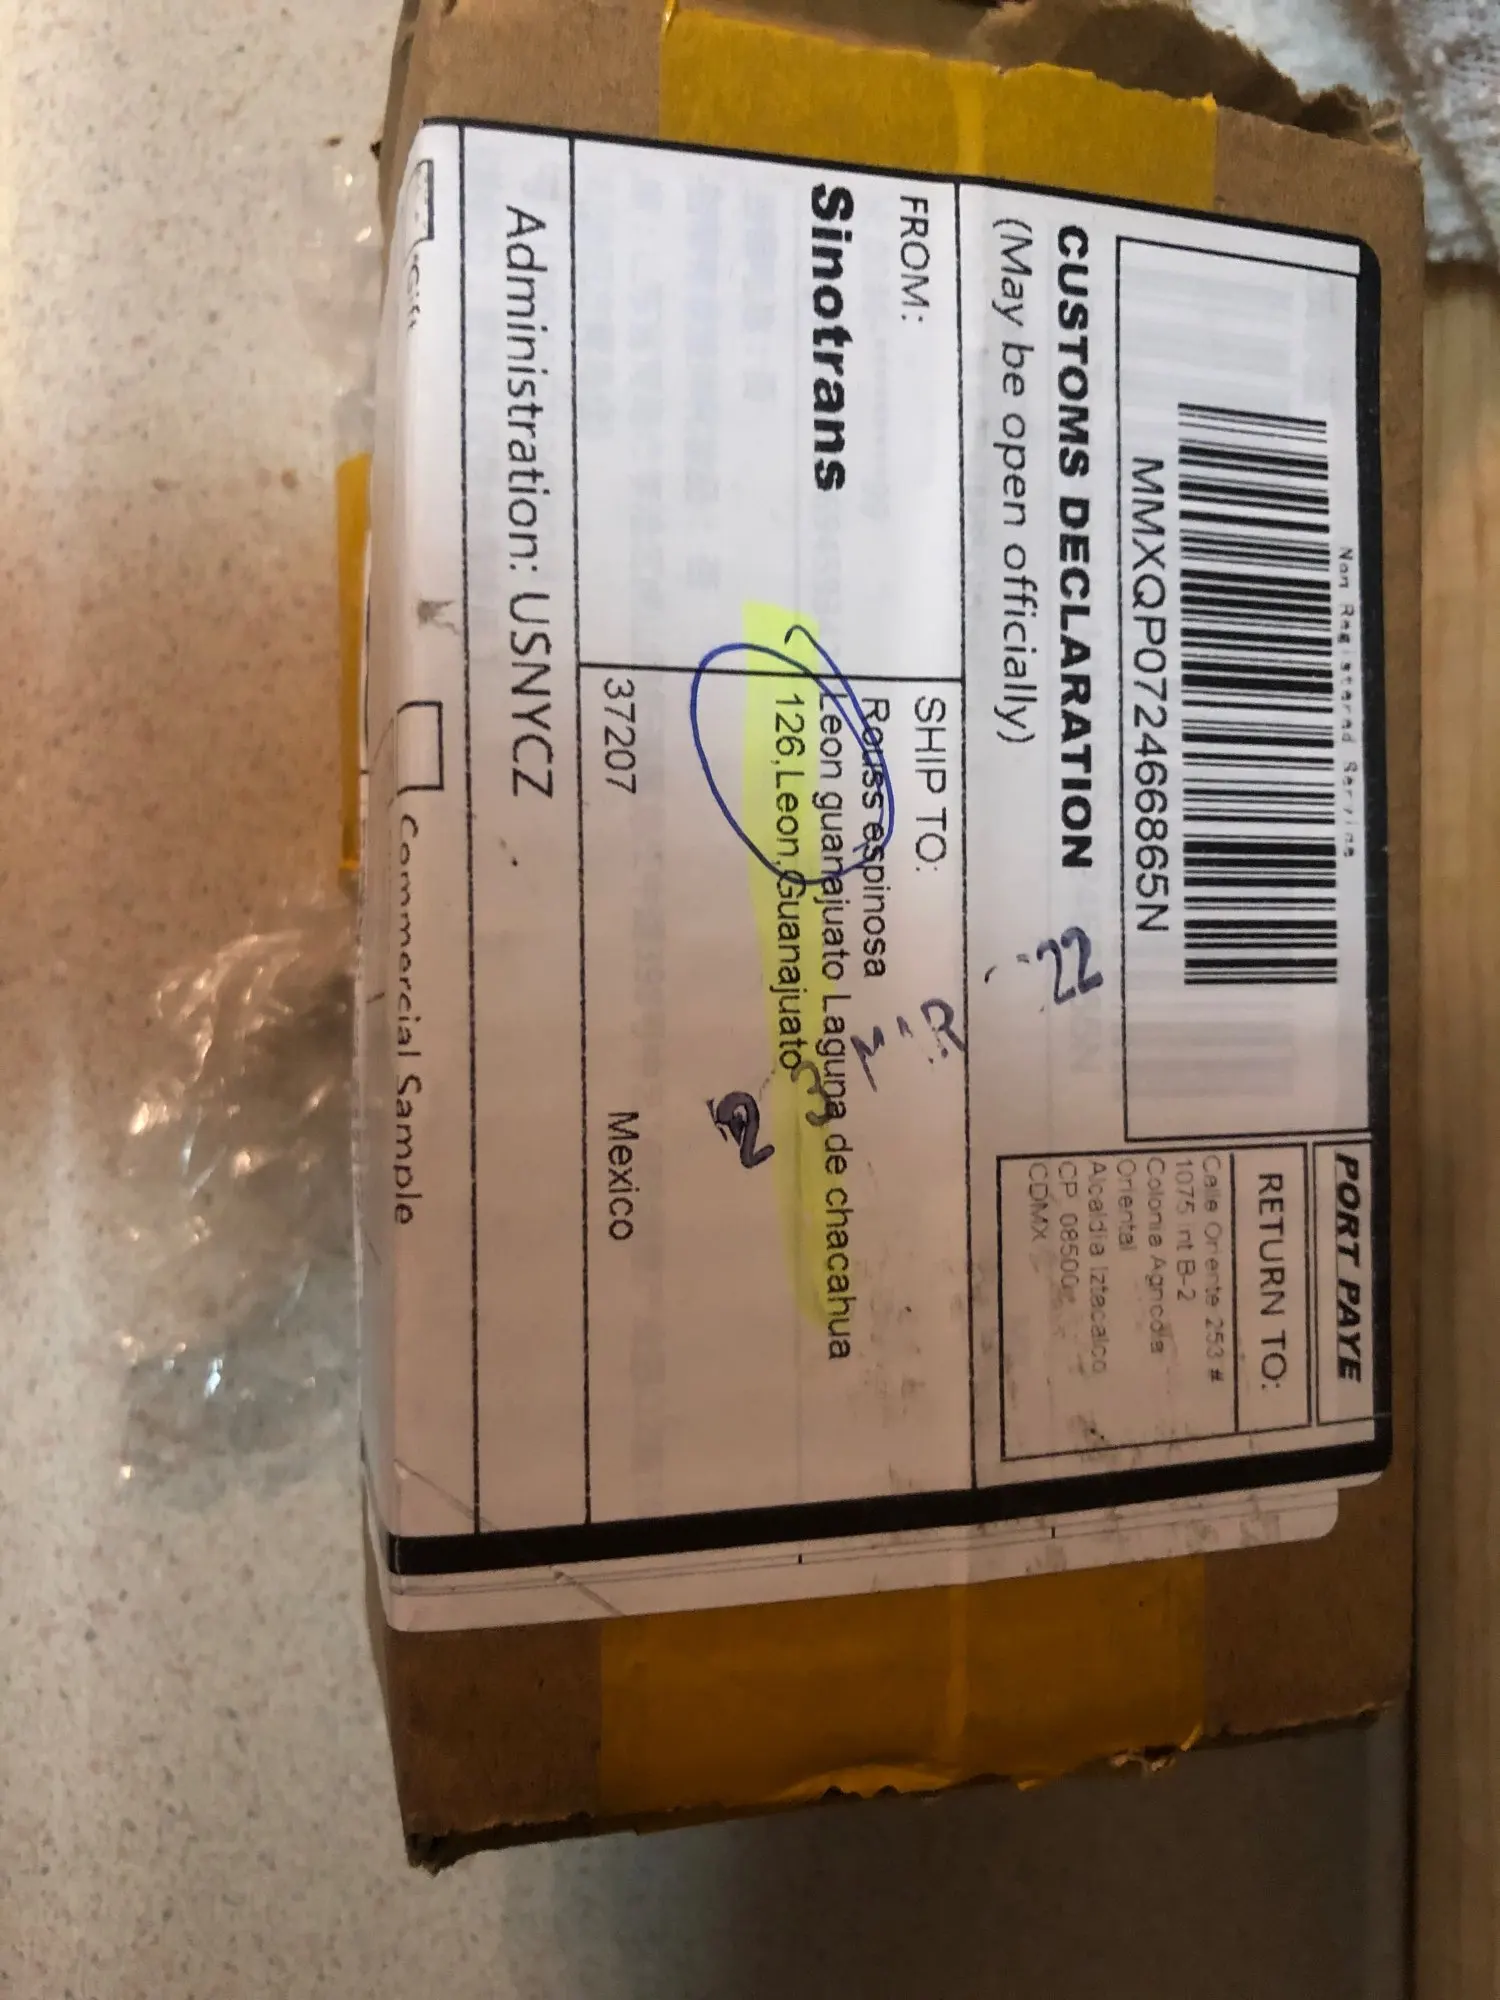 Non Registered Service
MMXQP0724668865N
PORT PAYE
RETURN TO:
Calle Oriente 253 #
1075 int B-2
Colonia Agricola
Oriental
Alcaldia Iztacalco
CP 08500
CDMX
CUSTOMS DECLARATION
(May be open officially)
FROM:
Sinotrans
SHIP TO:
Rouss espinosa
Leon guanajuato Laguna de chacahua
126,Leon,Guanajuato
37207 Mexico
Administration: USNYCZ
Gift
Commercial Sample